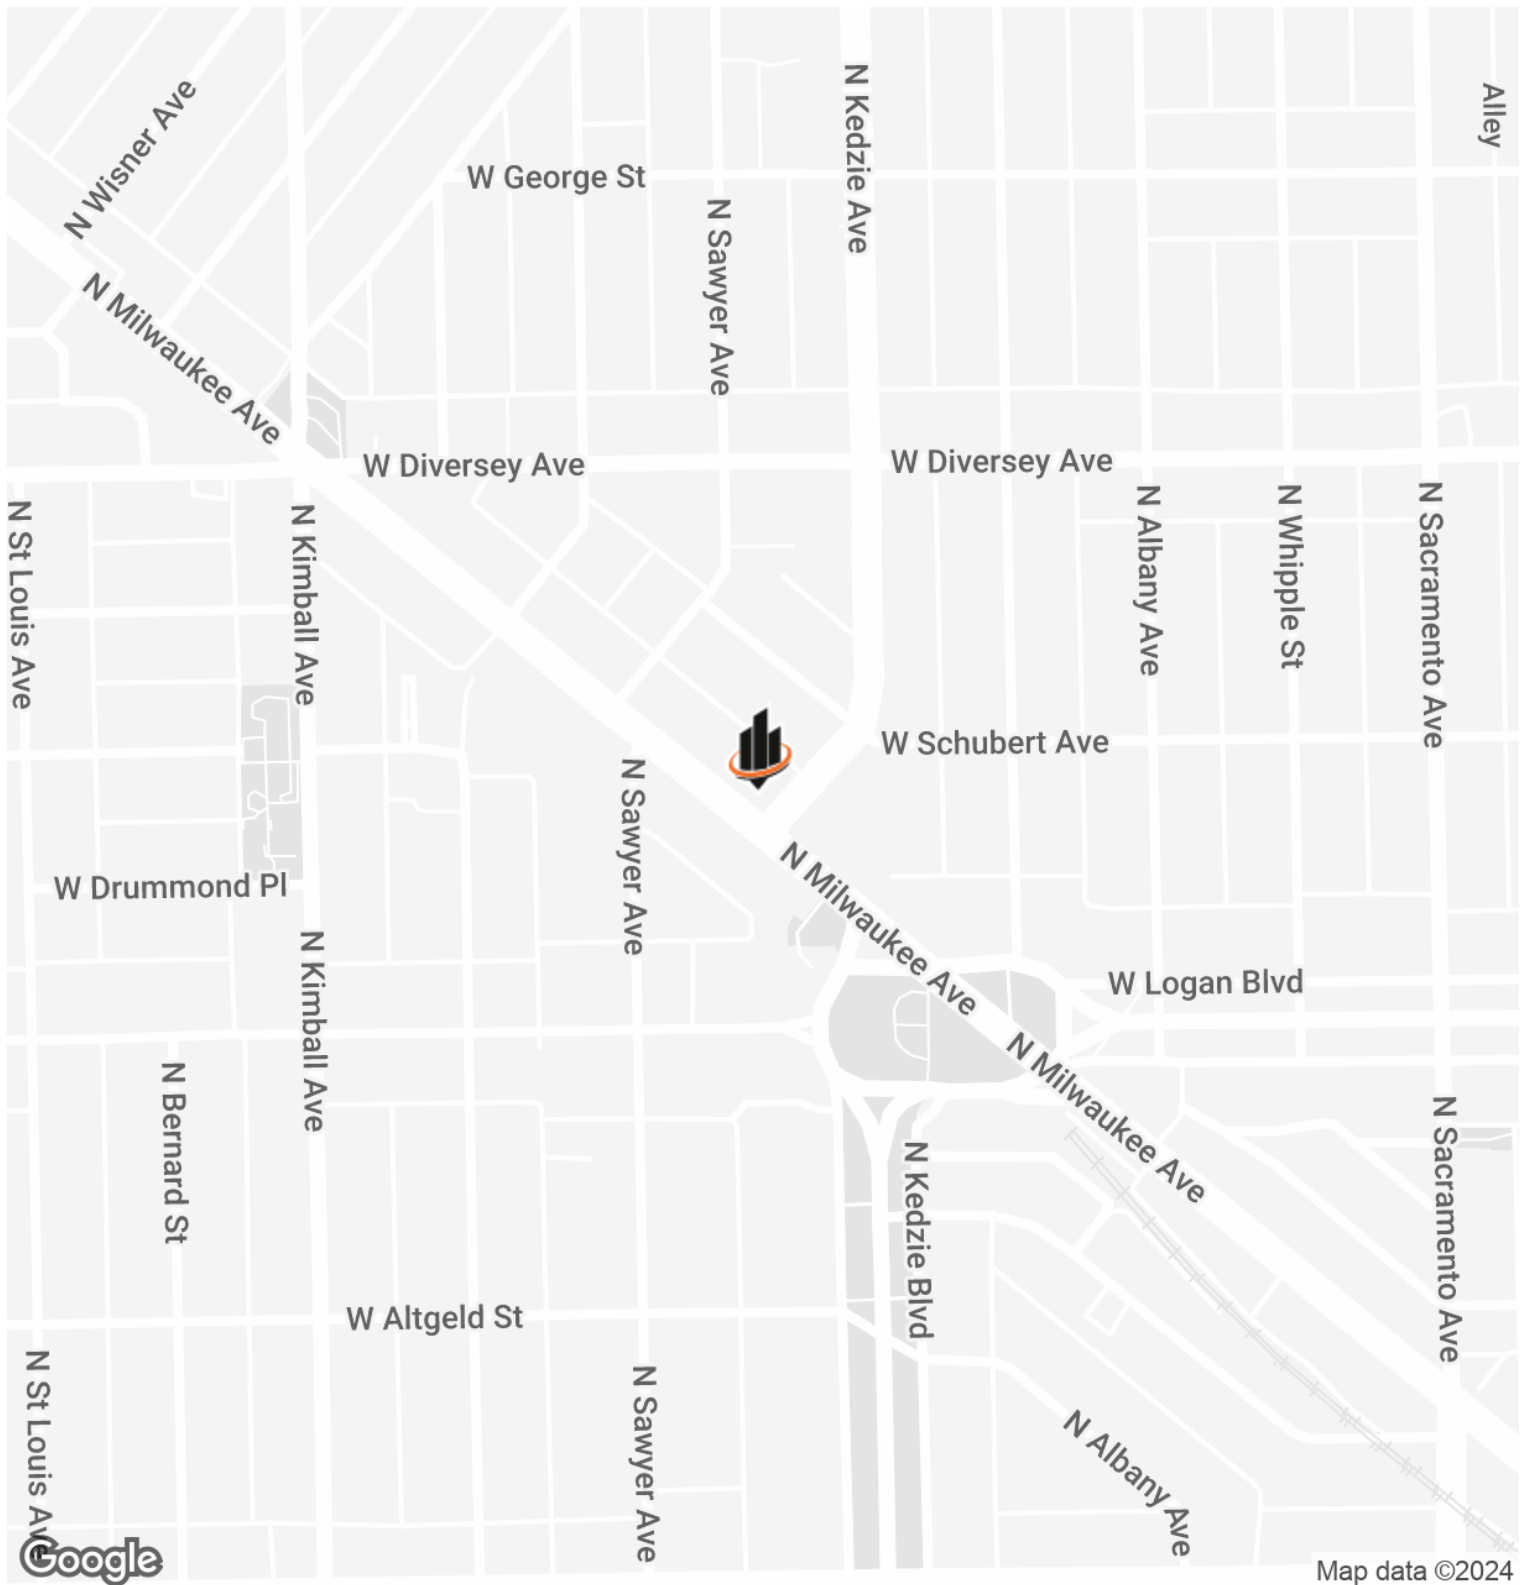 N Wisner Ave
N Kedzie Ave
Alley
W George St
N Sawyer Ave
N Milwaukee Ave
W Diversey Ave
W Diversey Ave
N St Louis Ave
N Kimball Ave
N Albany Ave
N Whipple St
N Sacramento Ave
W Schubert Ave
N Sawyer Ave
N Milwaukee Ave
W Drummond Pl
N Kimball Ave
W Logan Blvd
N Milwaukee Ave
N Bernard St
N Kedzie Blvd
N Sacramento Ave
W Altgeld St
N St Louis Ave
N Sawyer Ave
N Albany Ave
Google
Map data ©2024